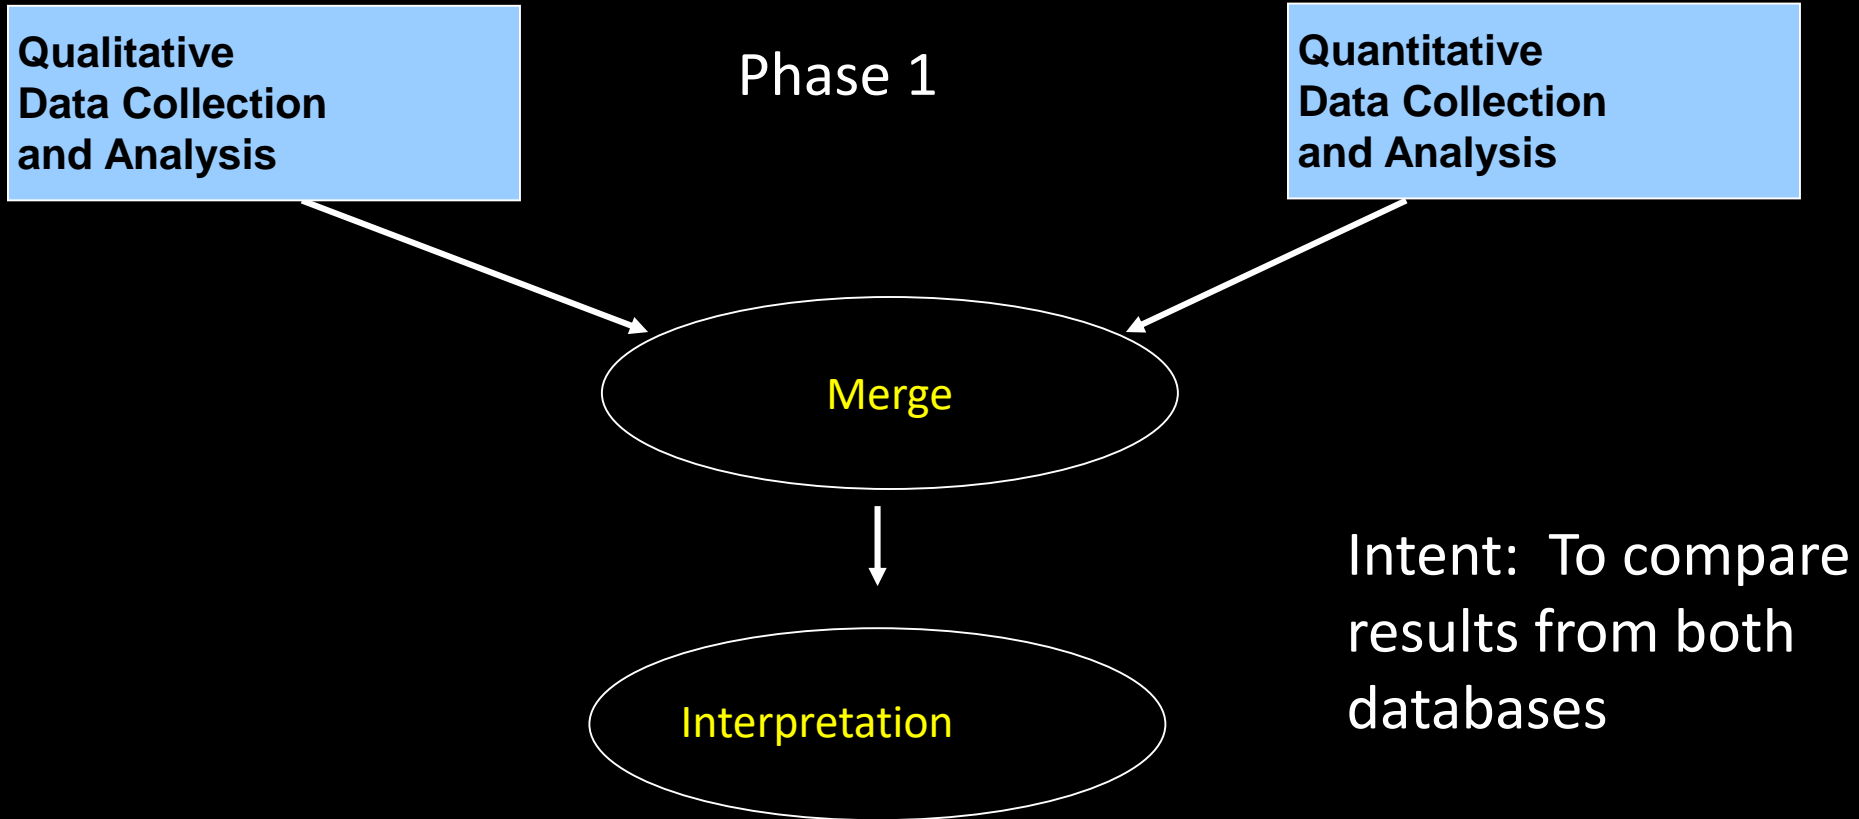 Qualitative
Data Collection
and Analysis
Phase 1
Quantitative
Data Collection
and Analysis
Merge
Interpretation
Intent:  To compare
results from both
databases